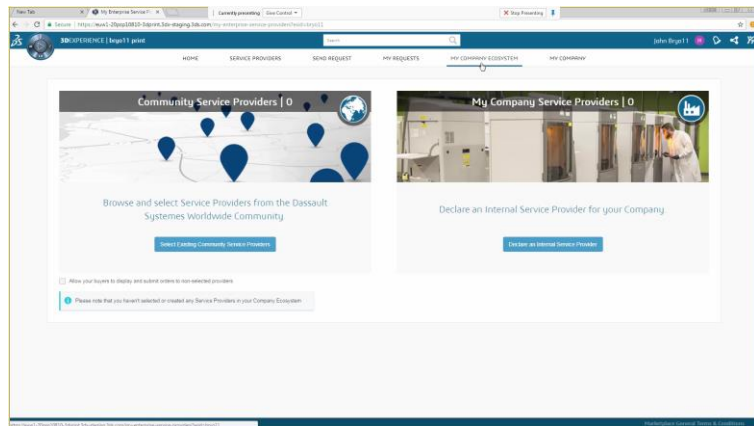 New Tab
My Enterprise Service Pr
Currently presenting
Give Control
Stop Presenting
Secure
3DEXPERIENCE | bryo11 print
Search
John Bryo11
HOME
SERVICE PROVIDERS
SEND REQUEST
MY REQUESTS
MY COMPANY ECOSYSTEM
MY COMPANY
Community Service Providers | 0
My Company Service Providers | 0
Browse and select Service Providers from the Dassault
Systemes Worldwide Community
Declare an Internal Service Provider for your Company
Select Existing Community Service Providers
Declare an Internal Service Provider
Allow your buyers to display and submit orders to non-selected providers
Please note that you haven't selected or created any Service Providers in your Company Ecosystem
Marketplace General Terms & Conditions